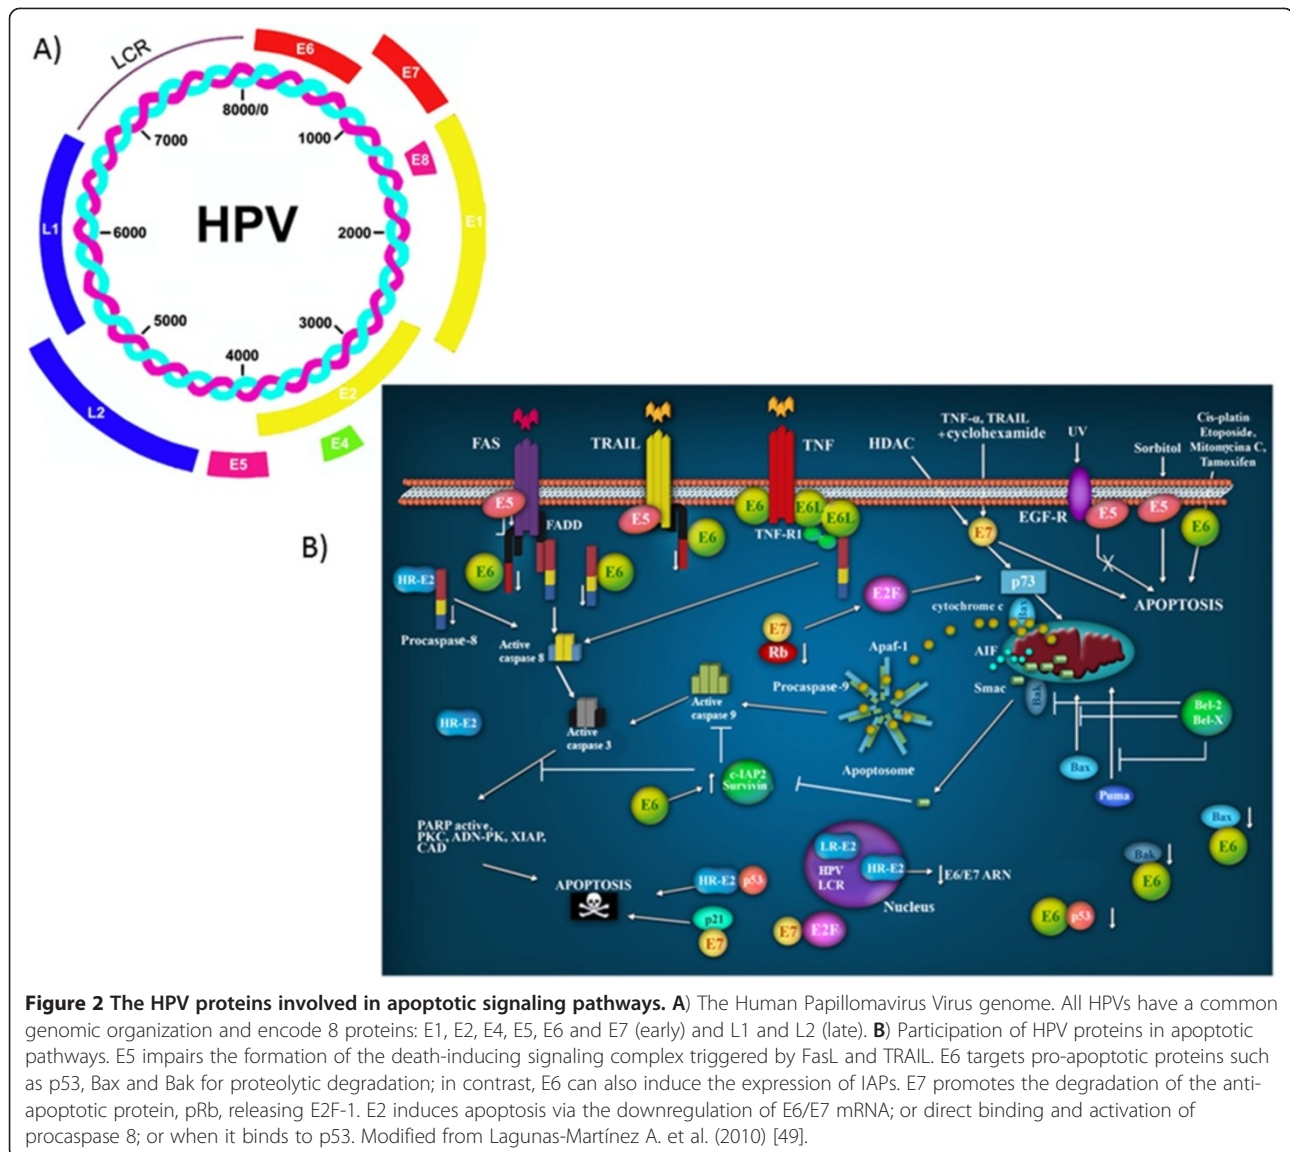 A)
LCR
E6
E7
8000/0
7000
1000
E8
L1
HPV
E1
6000
2000
5000
3000
4000
E2
L2
E4
E5
B)
FAS
TRAIL
TNF
HDAC
TNF-α, TRAIL
+cyclohexamide
UV
Sorbitol
Cis-platin
Etoposide,
Mitomycina C,
Tamoxifen
E5
E5
E6
E6L
E6L
EGF-R
E5
E5
E6
FADD
TNF-R1
E7
E6
E6
E6
HR-E2
p73
E2F
APOPTOSIS
cytochrome c
Bax
Procaspase-8
Active
caspase 8
E7
Rb
Apaf-1
AIF
Procaspase-9
Smac
Bak
Active
caspase 9
Bel-2
Bel-X
HR-E2
Active
caspase 3
Apoptosome
Bax
c-IAP2
Survivin
Puma
E6
Bax
E6
PARP active,
PKC, ADN-PK, XIAP,
CAD
LR-E2
HPV
LCR
HR-E2
E6/E7 ARN
Bak
E6
APOPTOSIS
HR-E2
p53
Nucleus
p21
E7
E7
E2F
E6
p53
Figure 2 The HPV proteins involved in apoptotic signaling pathways. A) The Human Papillomavirus Virus genome. All HPVs have a common
genomic organization and encode 8 proteins: E1, E2, E4, E5, E6 and E7 (early) and L1 and L2 (late). B) Participation of HPV proteins in apoptotic
pathways. E5 impairs the formation of the death-inducing signaling complex triggered by FasL and TRAIL. E6 targets pro-apoptotic proteins such
as p53, Bax and Bak for proteolytic degradation; in contrast, E6 can also induce the expression of IAPs. E7 promotes the degradation of the anti-
apoptotic protein, pRb, releasing E2F-1. E2 induces apoptosis via the downregulation of E6/E7 mRNA; or direct binding and activation of
procaspase 8; or when it binds to p53. Modified from Lagunas-Martínez A. et al. (2010) [49].